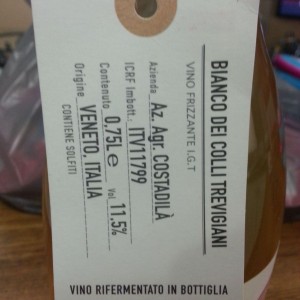 BIANCO DEI COLLI TREVIGIANI
VINO FRIZZANTE I.G.T
Azienda Az. Agr. COSTADILÀ
ICRF Imbott.: ITV11799
Contenuto 0,75L e Vol 11.5%
Origine VENETO, ITALIA
CONTIENE SOLFITI
VINO RIFERMENTATO IN BOTTIGLIA